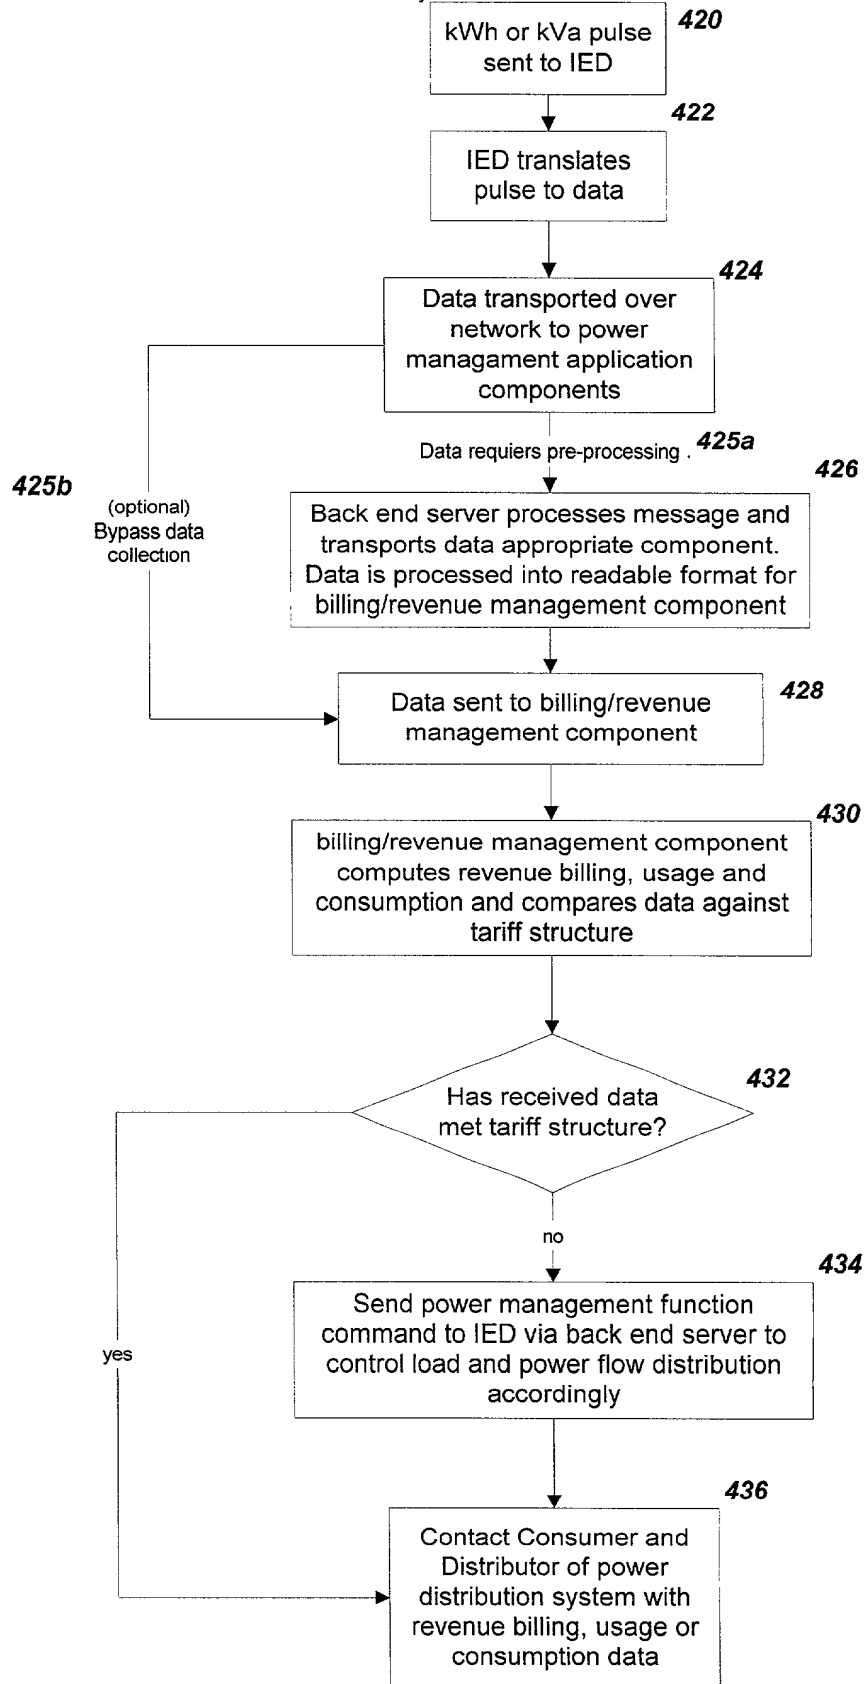 420
kWh or kVa pulse
sent to IED
422
IED translates
pulse to data
424
Data transported over
network to power
managament application
components
425a
Data requiers pre-processing .
425b
(optional)
Bypass data
collection
426
Back end server processes message and
transports data appropriate component.
Data is processed into readable format for
billing/revenue management component
428
Data sent to billing/revenue
management component
430
billing/revenue management component
computes revenue billing, usage and
consumption and compares data against
tariff structure
432
Has received data
met tariff structure?
no
yes
434
Send power management function
command to IED via back end server to
control load and power flow distribution
accordingly
436
Contact Consumer and
Distributor of power
distribution system with
revenue billing, usage or
consumption data